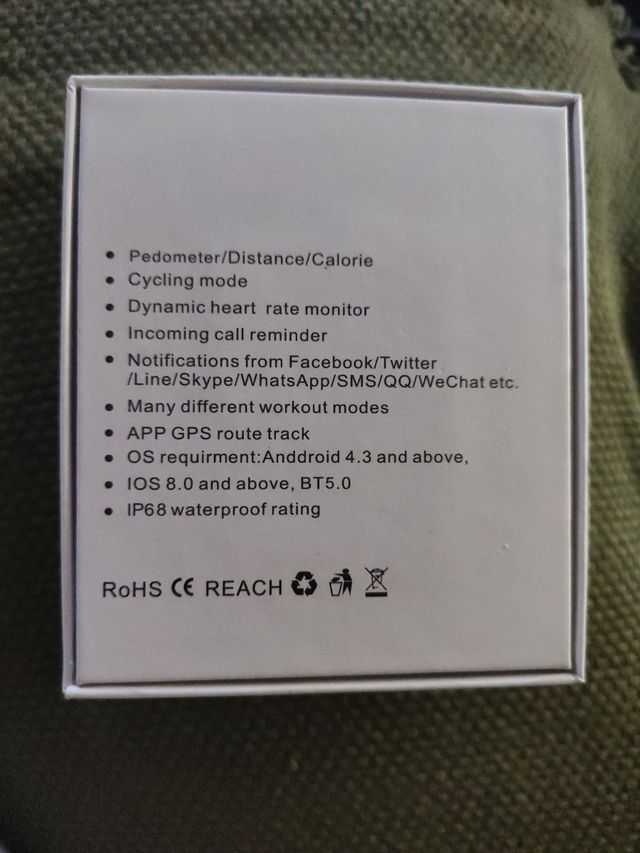 • Pedometer/Distance/Calorie
• Cycling mode
• Dynamic heart rate monitor
• Incoming call reminder
• Notifications from Facebook/Twitter
/Line/Skype/WhatsApp/SMS/QQ/WeChat etc.
• Many different workout modes
• APP GPS route track
• OS requirment:Anddroid 4.3 and above,
• IOS 8.0 and above, BT5.0
• IP68 waterproof rating
RoHS CE REACH